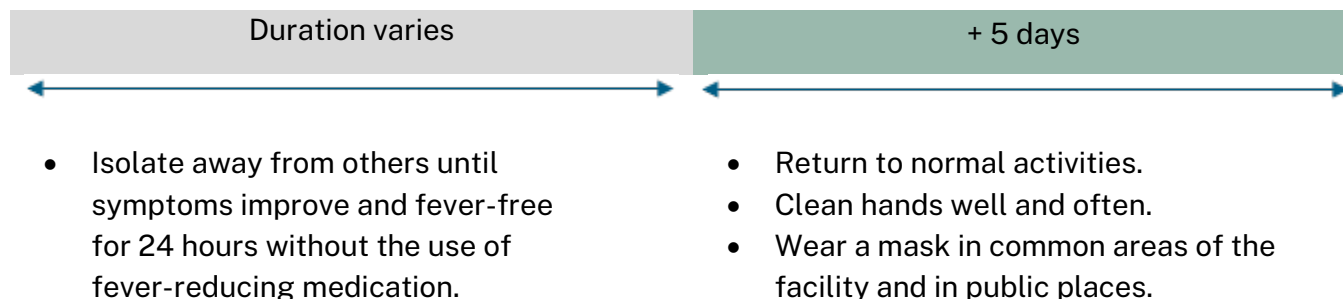 Duration varies
+ 5 days
• Isolate away from others until
symptoms improve and fever-free
for 24 hours without the use of
fever-reducing medication.
• Return to normal activities.
• Clean hands well and often.
• Wear a mask in common areas of the
facility and in public places.